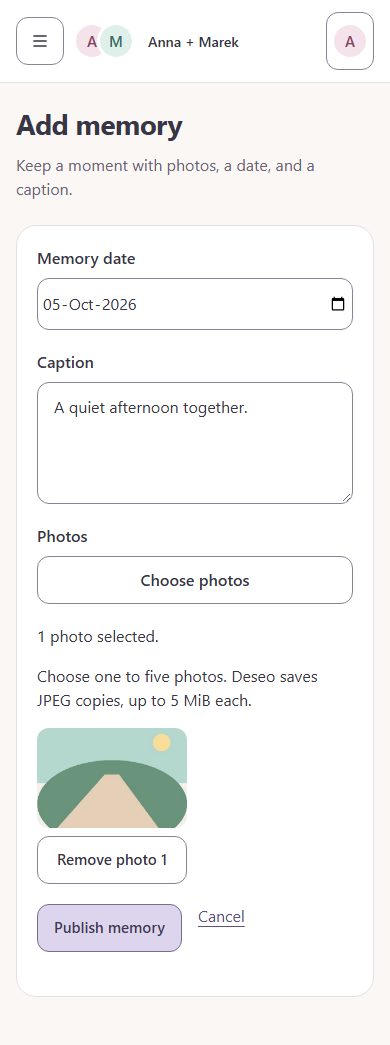 A M Anna + Marek A
Add memory
Keep a moment with photos, a date, and a
caption.
Memory date
05-Oct-2026
Caption
A quiet afternoon together.
Photos
Choose photos
1 photo selected.
Choose one to five photos. Deseo saves
JPEG copies, up to 5 MiB each.
Remove photo 1
Publish memory Cancel